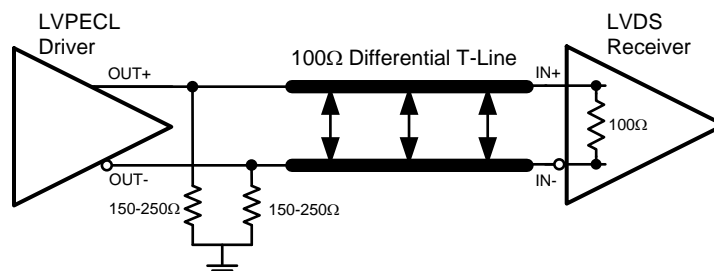 LVPECL
Driver
OUT+
OUT-
150-250Ω
150-250Ω
100Ω Differential T-Line
LVDS
Receiver
IN+
IN-
100Ω